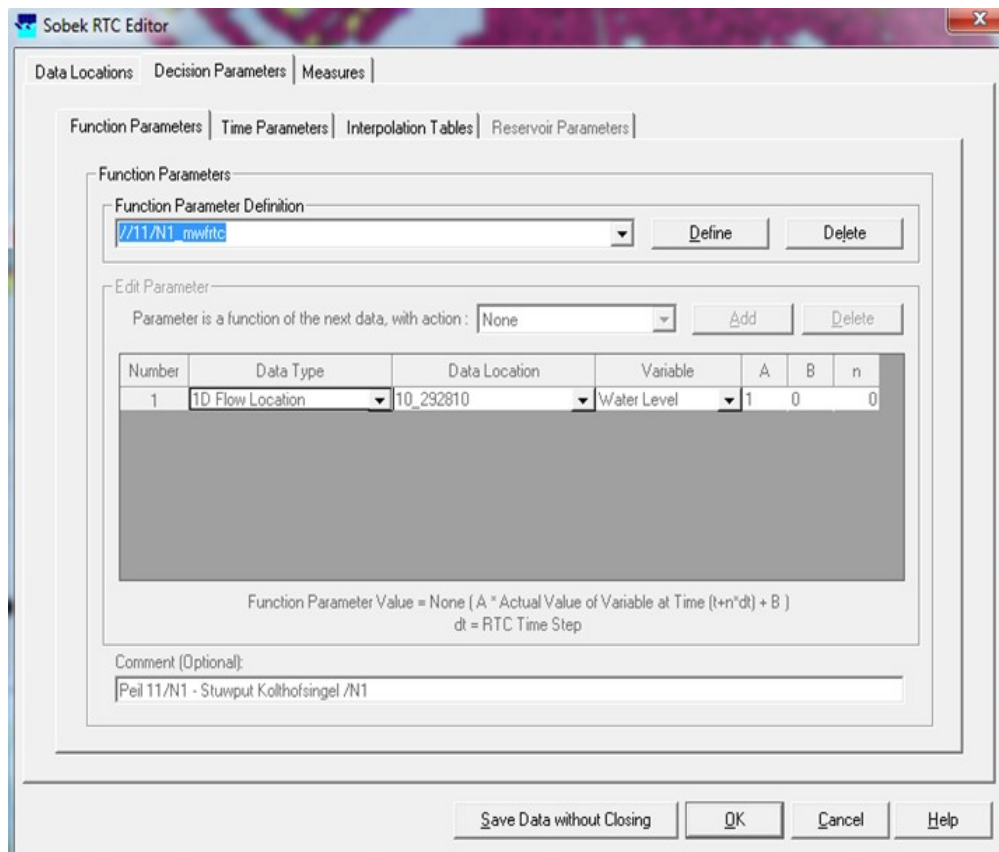 Sobek RTC Editor
x
Data Locations Decision Parameters Measures
Function Parameters Time Parameters Interpolation Tables Reservoir Parameters
Function Parameters
Function Parameter Definition
//11/N1_mwfrtc Define Delete
Edit Parameter
Parameter is a function of the next data, with action : None Add Delete
Number Data Type Data Location Variable A B n
1 1D Flow Location 10_292810 Water Level 1 0 0
Function Parameter Value = None ( A * Actual Value of Variable at Time (t+n*dt) + B )
dt = RTC Time Step
Comment (Optional):
Peil 11/N1 - Stuwput Kolthofsingel /N1
Save Data without Closing OK Cancel Help